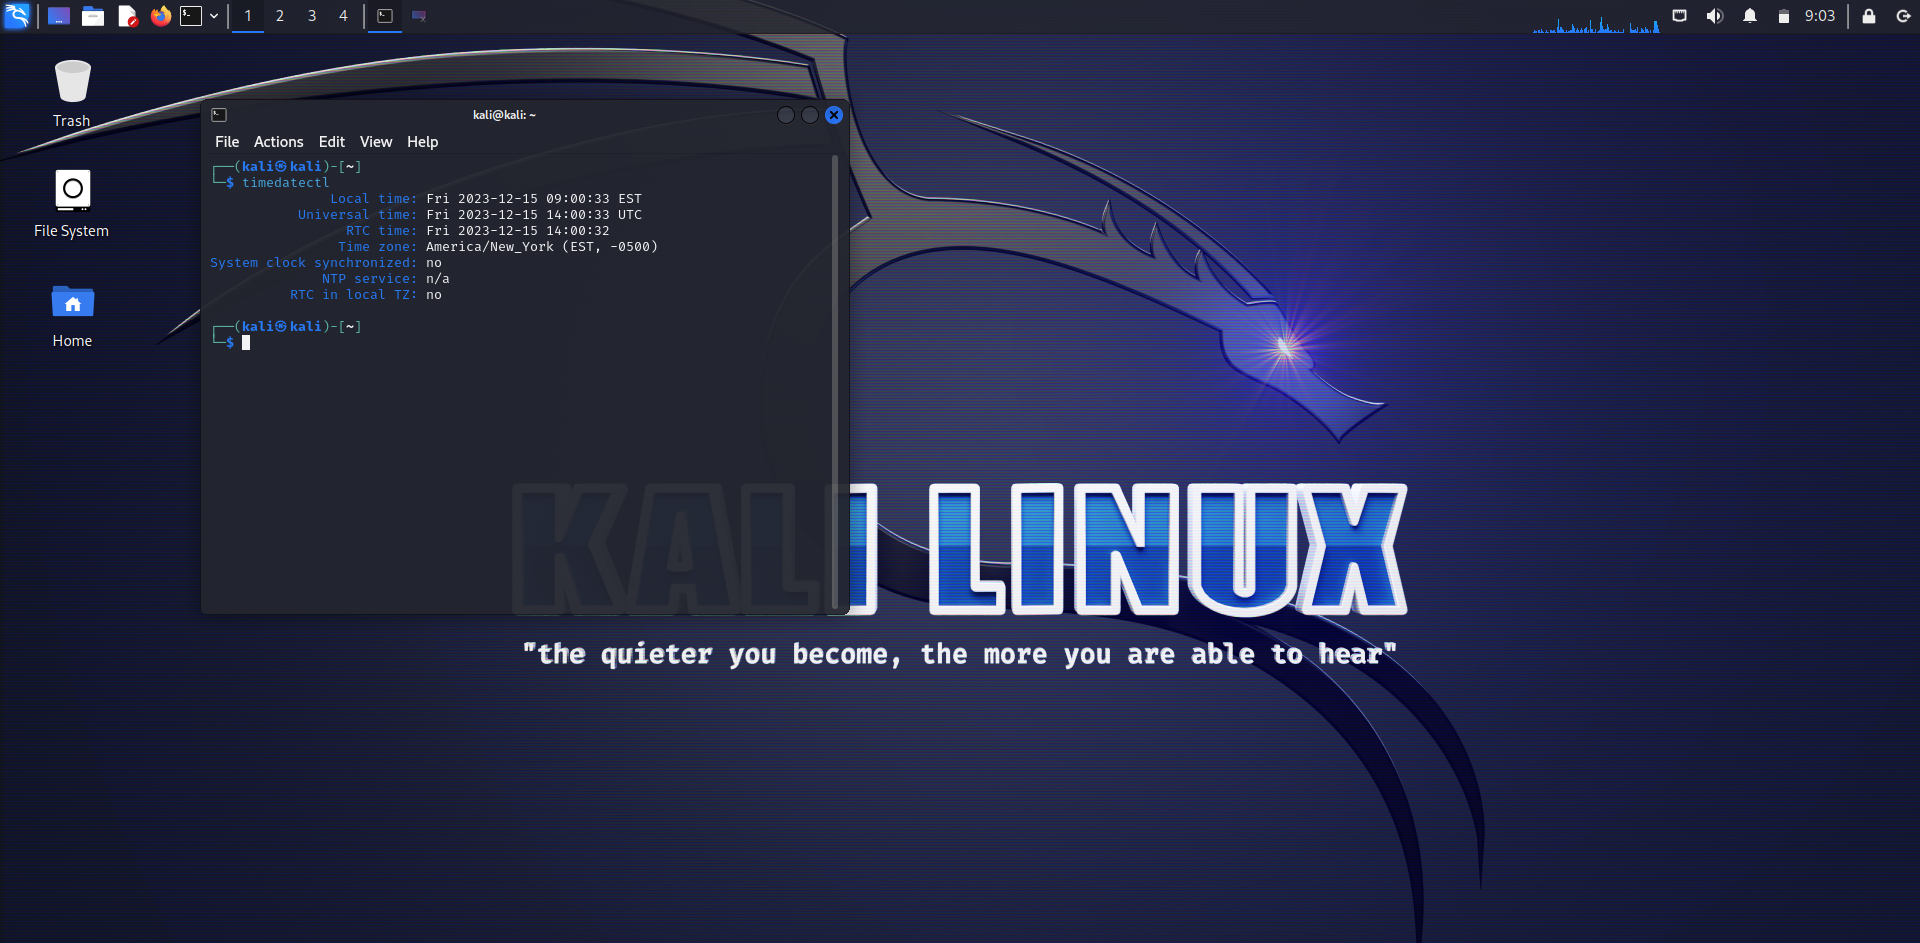 1 2 3 4
9:03
Trash
File System
Home
kali@kali: ~
File Actions Edit View Help
┌──(kali㉿kali)-[~]
└─$ timedatectl
Local time: Fri 2023-12-15 09:00:33 EST
Universal time: Fri 2023-12-15 14:00:33 UTC
RTC time: Fri 2023-12-15 14:00:32
Time zone: America/New_York (EST, -0500)
System clock synchronized: no
NTP service: n/a
RTC in local TZ: no
┌──(kali㉿kali)-[~]
└─$
KALI LINUX
"the quieter you become, the more you are able to hear"